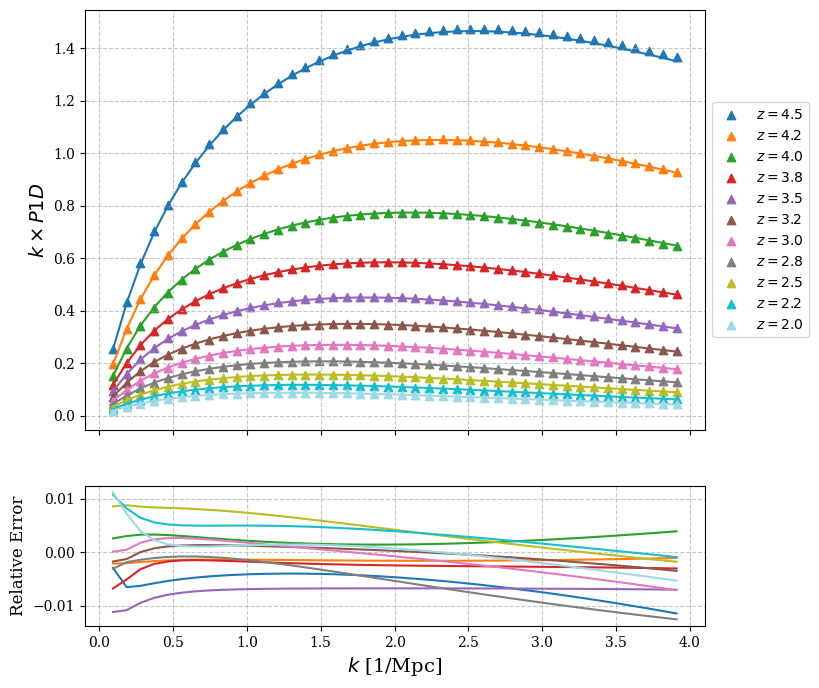 1.4
1.2
1.0
0.8
0.6
0.4
0.2
0.0
k × P1D
z = 4.5
z = 4.2
z = 4.0
z = 3.8
z = 3.5
z = 3.2
z = 3.0
z = 2.8
z = 2.5
z = 2.2
z = 2.0
0.01
0.00
−0.01
Relative Error
0.0 0.5 1.0 1.5 2.0 2.5 3.0 3.5 4.0
k [1/Mpc]